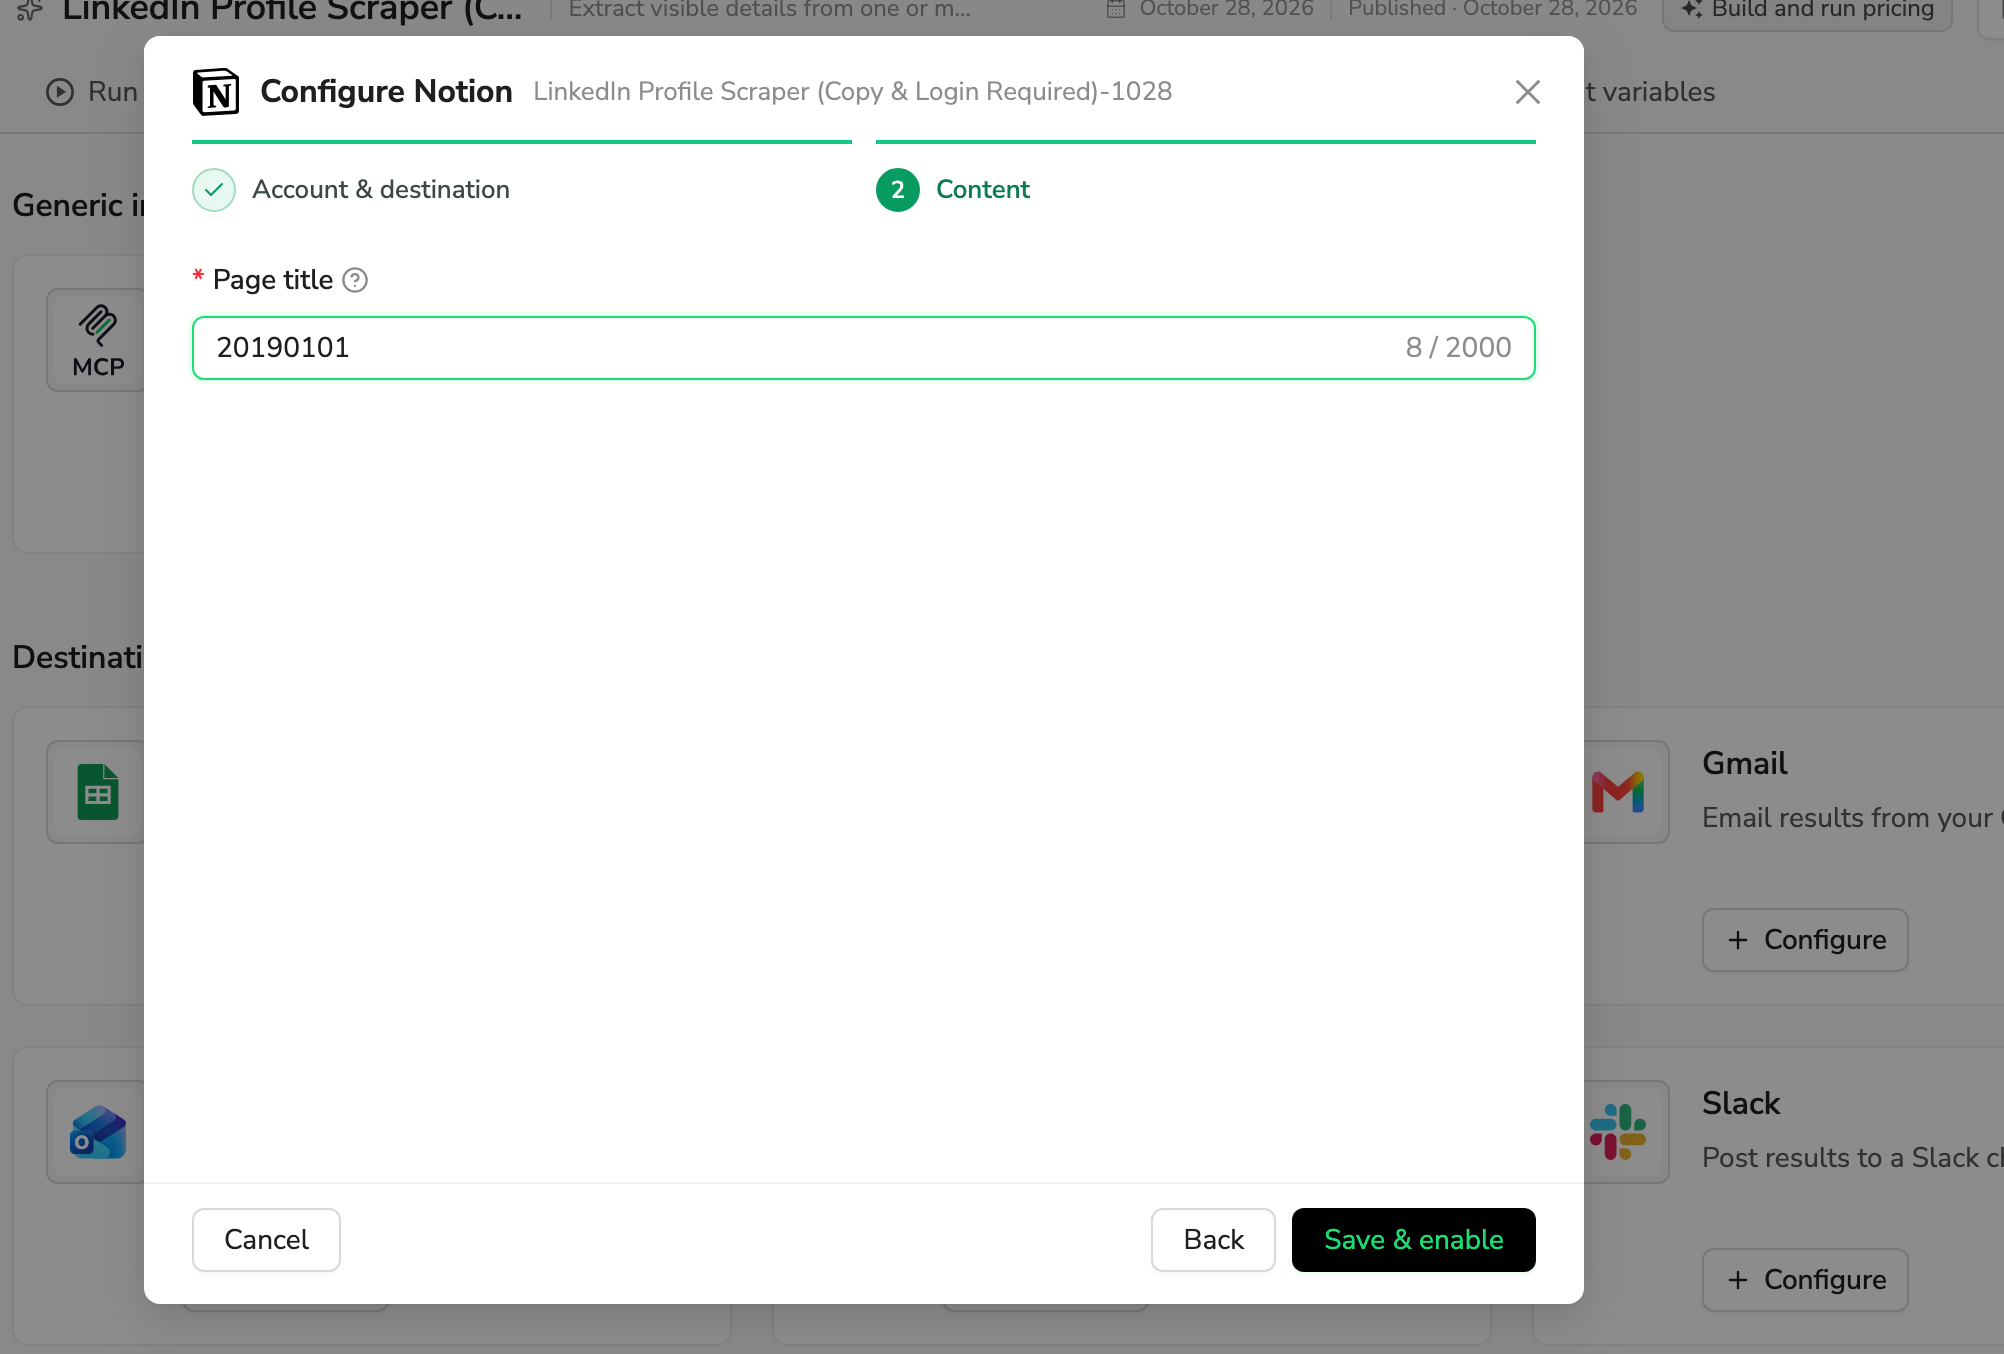 LinkedIn Profile Scraper (C...
Extract visible details from one or m...
October 28, 2026
Published · October 28, 2026
Build and run pricing
Run
t variables
Configure Notion
LinkedIn Profile Scraper (Copy & Login Required)-1028
Account & destination
2
Content
* Page title
20190101
8 / 2000
Generic i
MCP
Destinati
Gmail
Email results from your
+ Configure
Slack
Post results to a Slack c
+ Configure
Cancel
Back
Save & enable